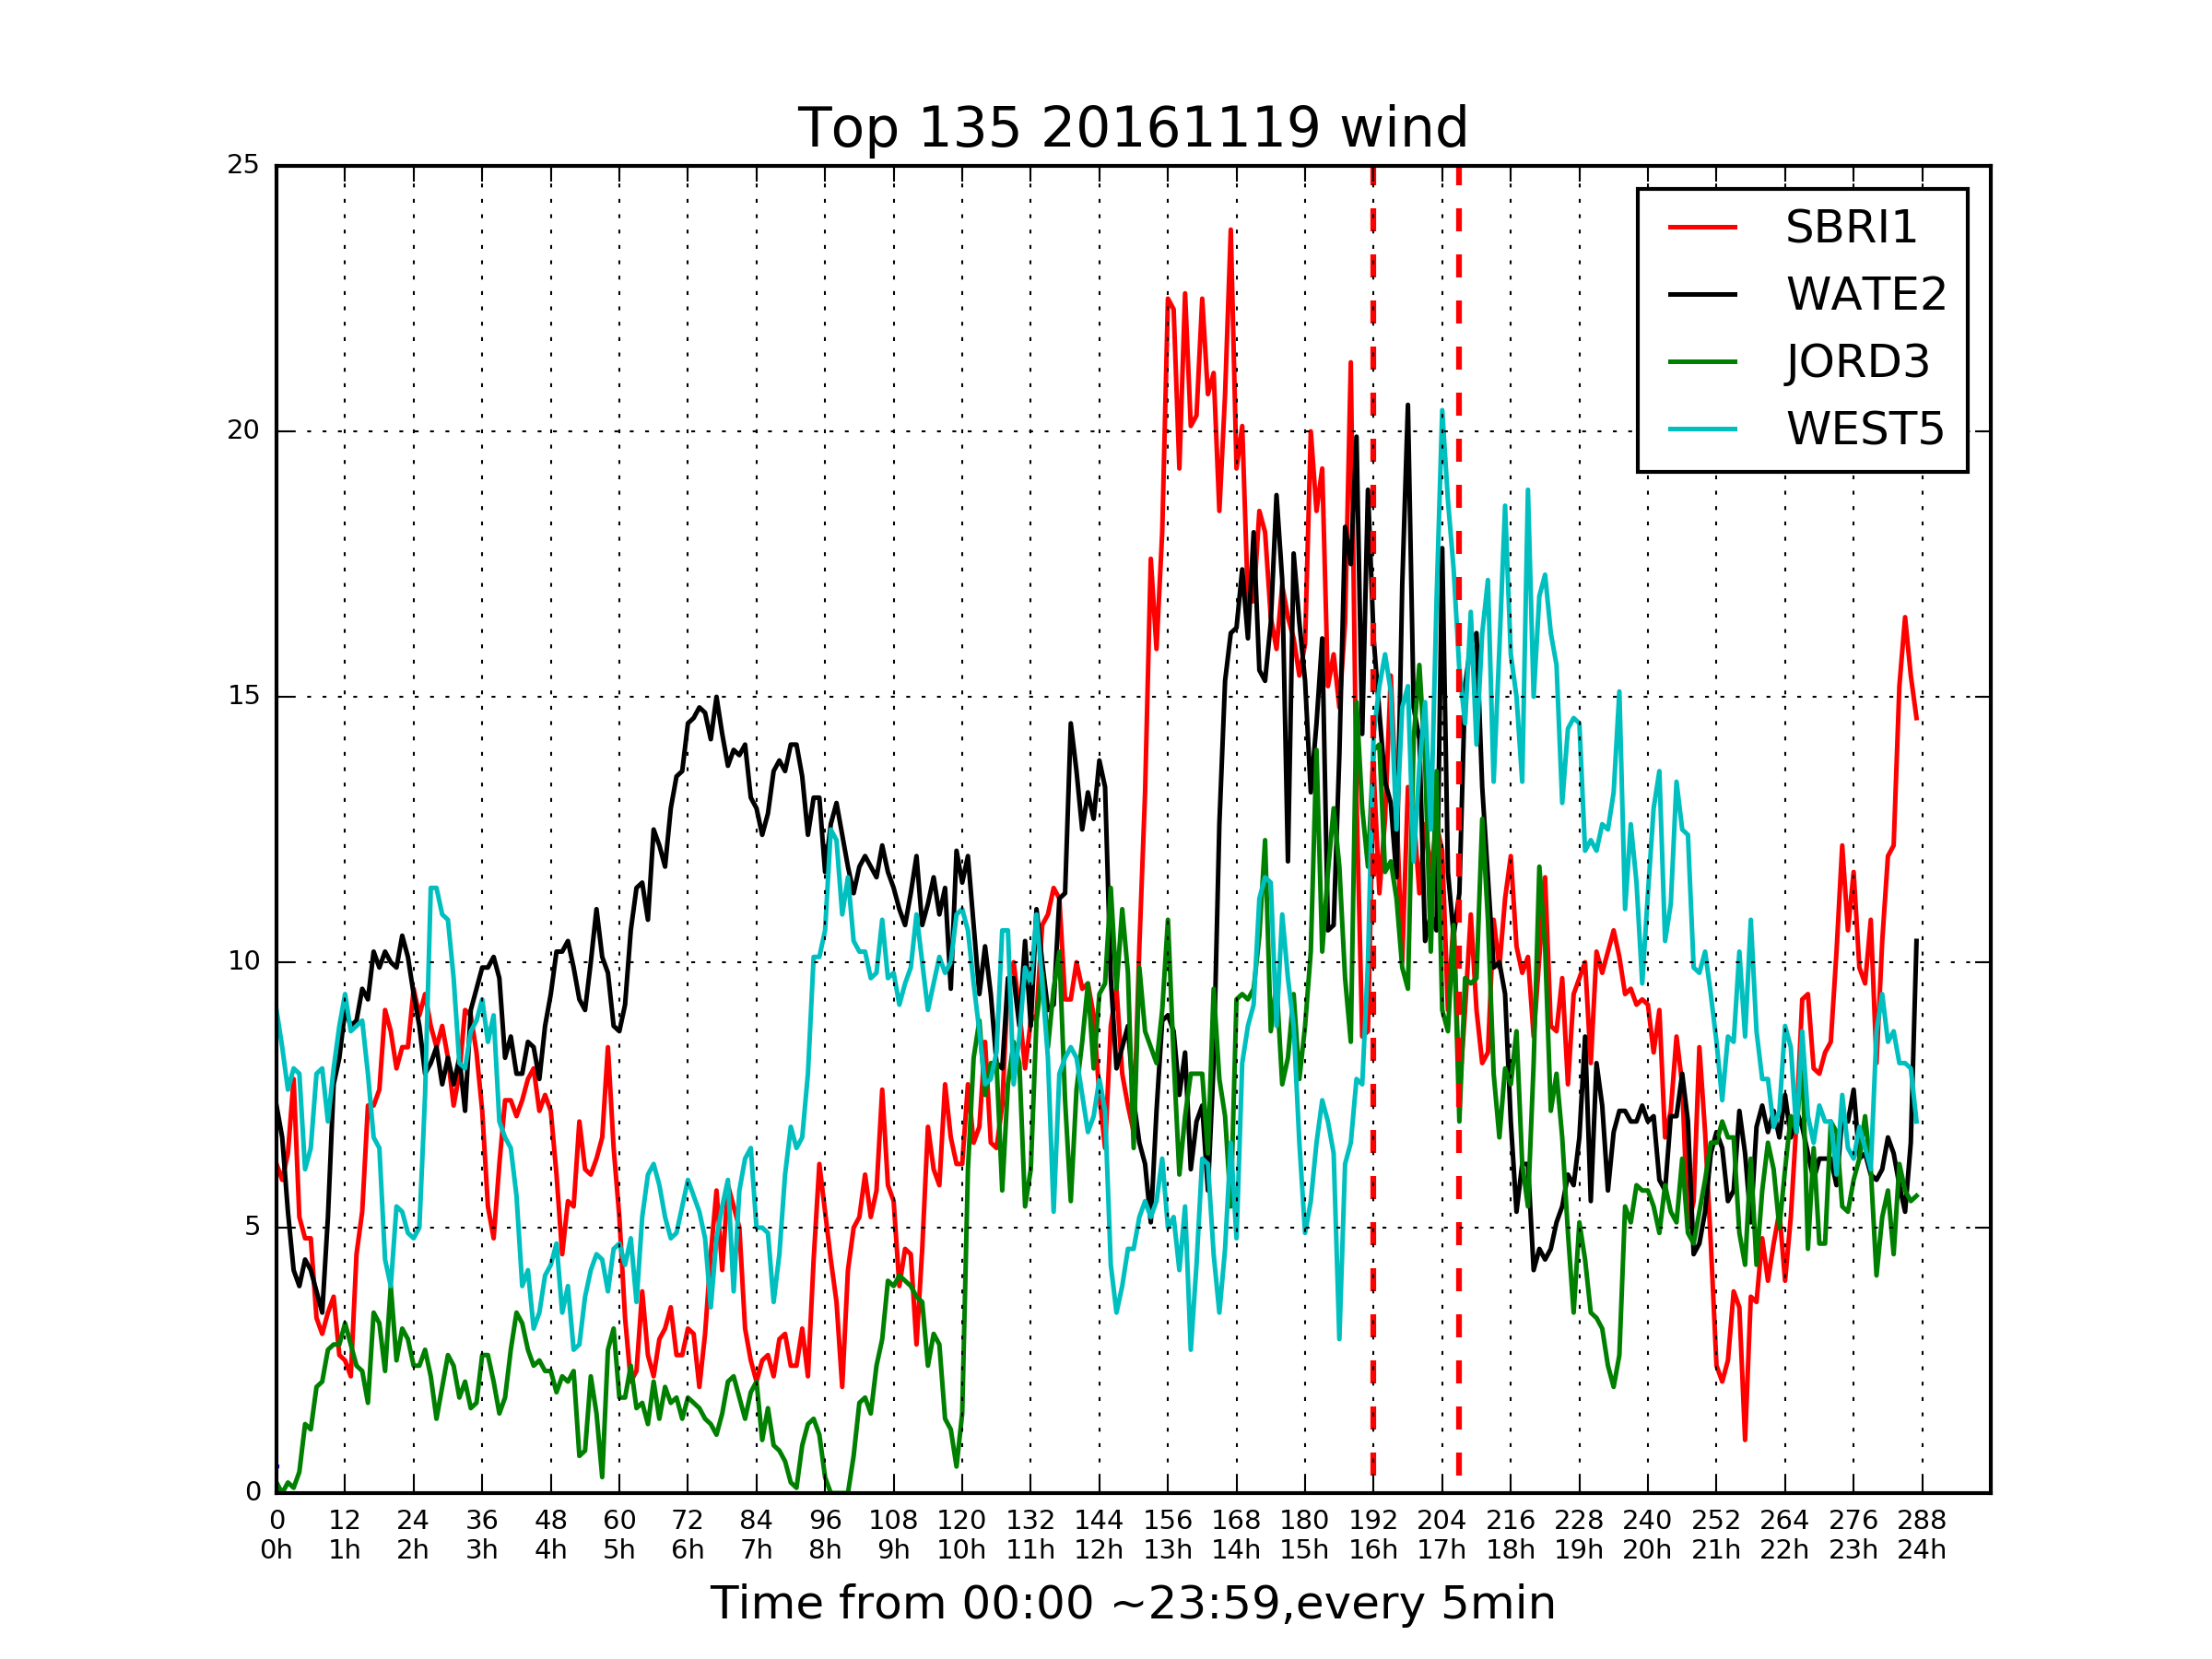 Top 135 20161119 wind
25
20
15
10
5
0
SBRI1
WATE2
JORD3
WEST5
0 12 24 36 48 60 72 84 96 108 120 132 144 156 168 180 192 204 216 228 240 252 264 276 288
0h 1h 2h 3h 4h 5h 6h 7h 8h 9h 10h 11h 12h 13h 14h 15h 16h 17h 18h 19h 20h 21h 22h 23h 24h
Time from 00:00 ~23:59,every 5min